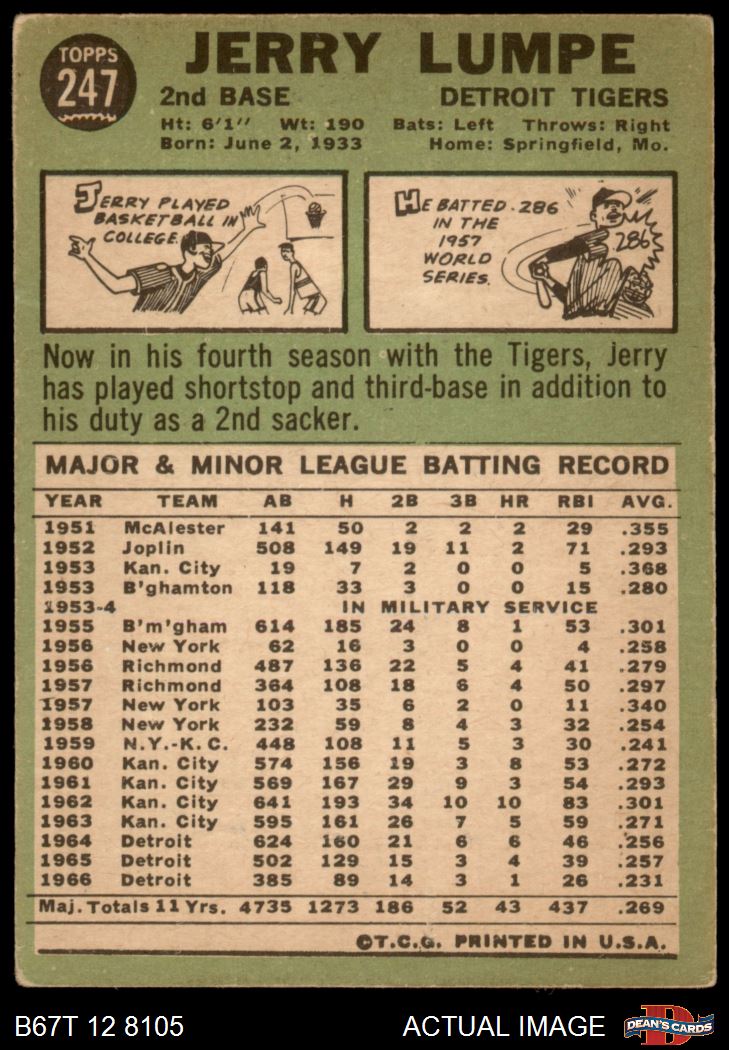 TOPPS
247
JERRY LUMPE
2nd BASE DETROIT TIGERS
Ht: 6'1" Wt: 190 Bats: Left Throws: Right
Born: June 2, 1933 Home: Springfield, Mo.
JERRY PLAYED
BASKETBALL IN
COLLEGE.
HE BATTED .286
IN THE
1957
WORLD
SERIES.
286
Now in his fourth season with the Tigers, Jerry
has played shortstop and third-base in addition to
his duty as a 2nd sacker.
MAJOR & MINOR LEAGUE BATTING RECORD
YEAR TEAM AB H 2B 3B HR RBI AVG.
1951 McAlester 141 50 2 2 2 29 .355
1952 Joplin 508 149 19 11 2 71 .293
1953 Kan. City 19 7 2 0 0 5 .368
1953 B'ghamton 118 33 3 0 0 15 .280
1953-4 IN MILITARY SERVICE
1955 B'm'gham 614 185 24 8 1 53 .301
1956 New York 62 16 3 0 0 4 .258
1956 Richmond 487 136 22 5 4 41 .279
1957 Richmond 364 108 18 6 4 50 .297
1957 New York 103 35 6 2 0 11 .340
1958 New York 232 59 8 4 3 32 .254
1959 N.Y.-K.C. 448 108 11 5 3 30 .241
1960 Kan. City 574 156 19 3 8 53 .272
1961 Kan. City 569 167 29 9 3 54 .293
1962 Kan. City 641 193 34 10 10 83 .301
1963 Kan. City 595 161 26 7 5 59 .271
1964 Detroit 624 160 21 6 6 46 .256
1965 Detroit 502 129 15 3 4 39 .257
1966 Detroit 385 89 14 3 1 26 .231
Maj. Totals 11 Yrs. 4735 1273 186 52 43 437 .269
©T.C.G. PRINTED IN U.S.A.
B67T 12 8105 ACTUAL IMAGE
DEAN'S CARDS